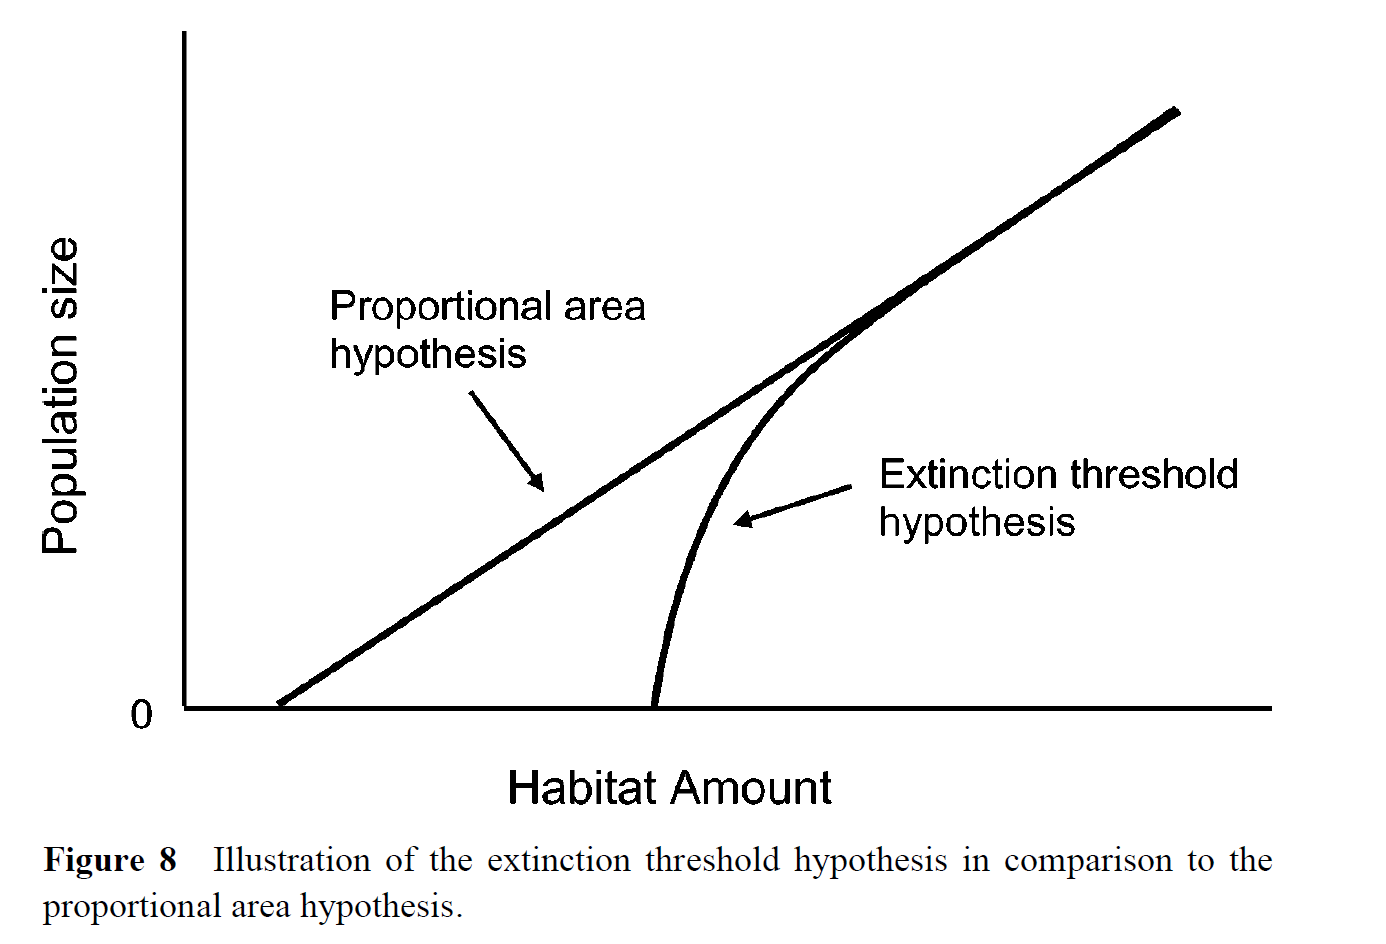 Population size
Proportional area
hypothesis
Extinction threshold
hypothesis
0
Habitat Amount
Figure 8 Illustration of the extinction threshold hypothesis in comparison to the
proportional area hypothesis.